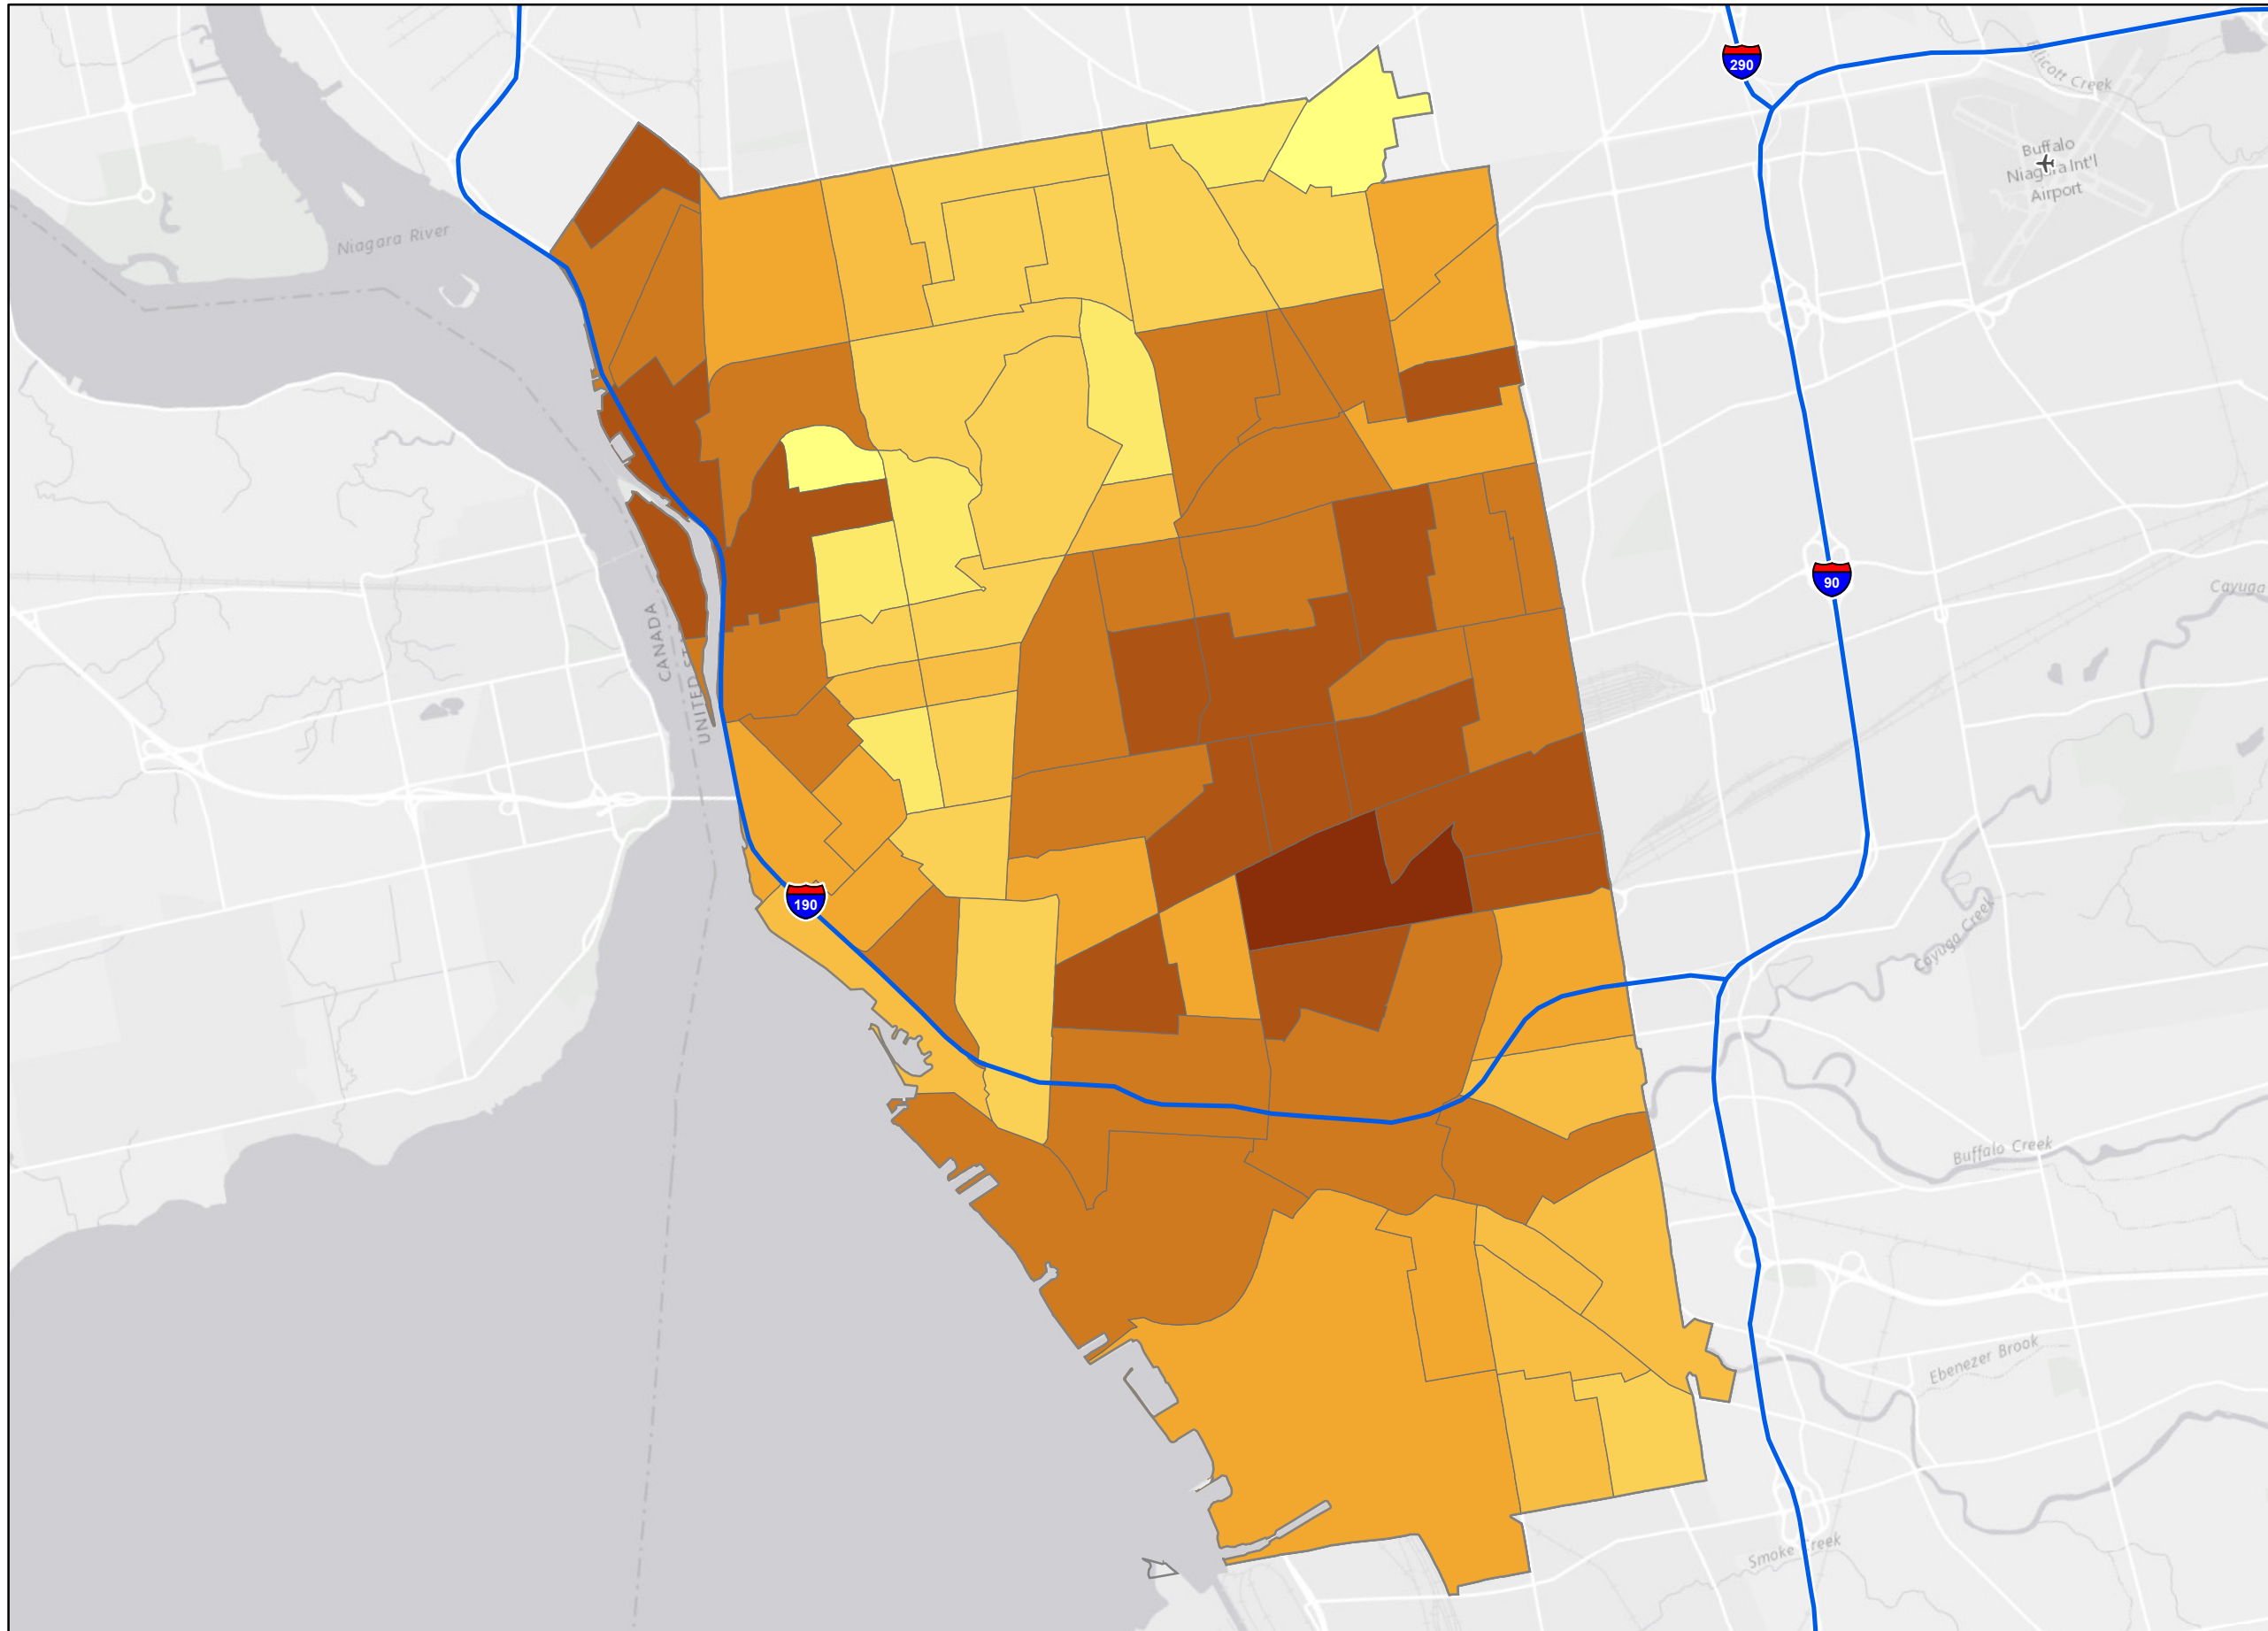 290
Ellicott Creek
Buffalo
Niagara Int'l
Airport
Niagara River
90
Cayuga
CANADA
UNITED ST
190
Cayuga Creek
Buffalo Creek
Ebenezer Brook
Smoke Creek